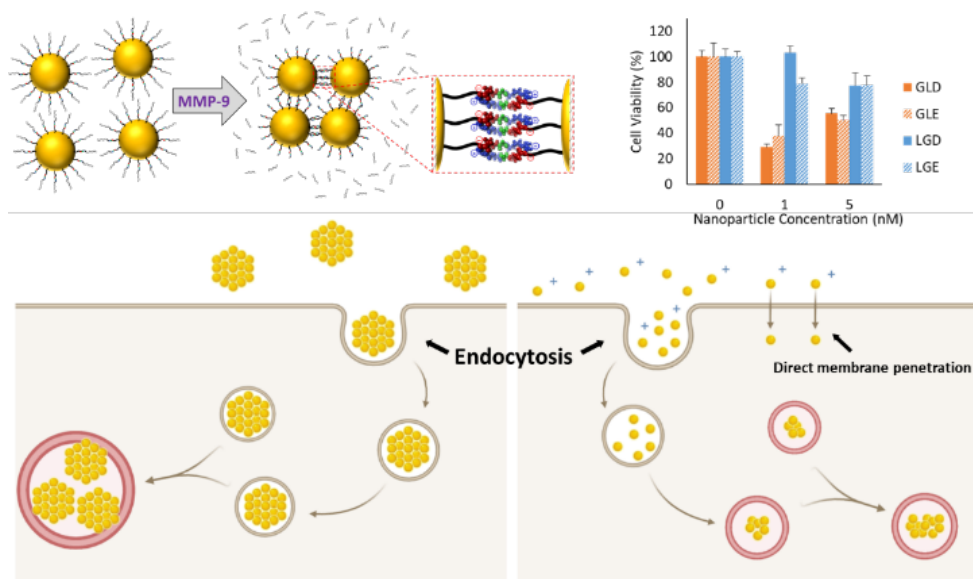 MMP-9
Cell Viability (%)
120
100
80
60
40
20
0
0 1 5
Nanoparticle Concentration (nM)
GLD
GLE
LGD
LGE
+ + + + +
+ +
Endocytosis
Direct membrane penetration